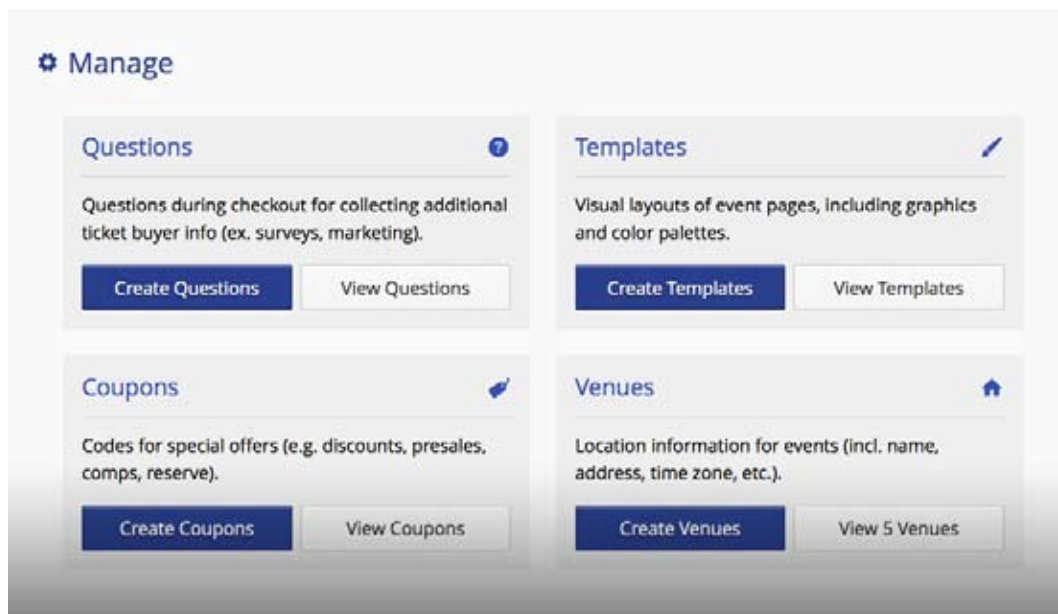 Manage
Questions
Questions during checkout for collecting additional
ticket buyer info (ex. surveys, marketing).
Create Questions
View Questions
Templates
Visual layouts of event pages, including graphics
and color palettes.
Create Templates
View Templates
Coupons
Codes for special offers (e.g. discounts, presales,
comps, reserve).
Create Coupons
View Coupons
Venues
Location information for events (incl. name,
address, time zone, etc.).
Create Venues
View 5 Venues